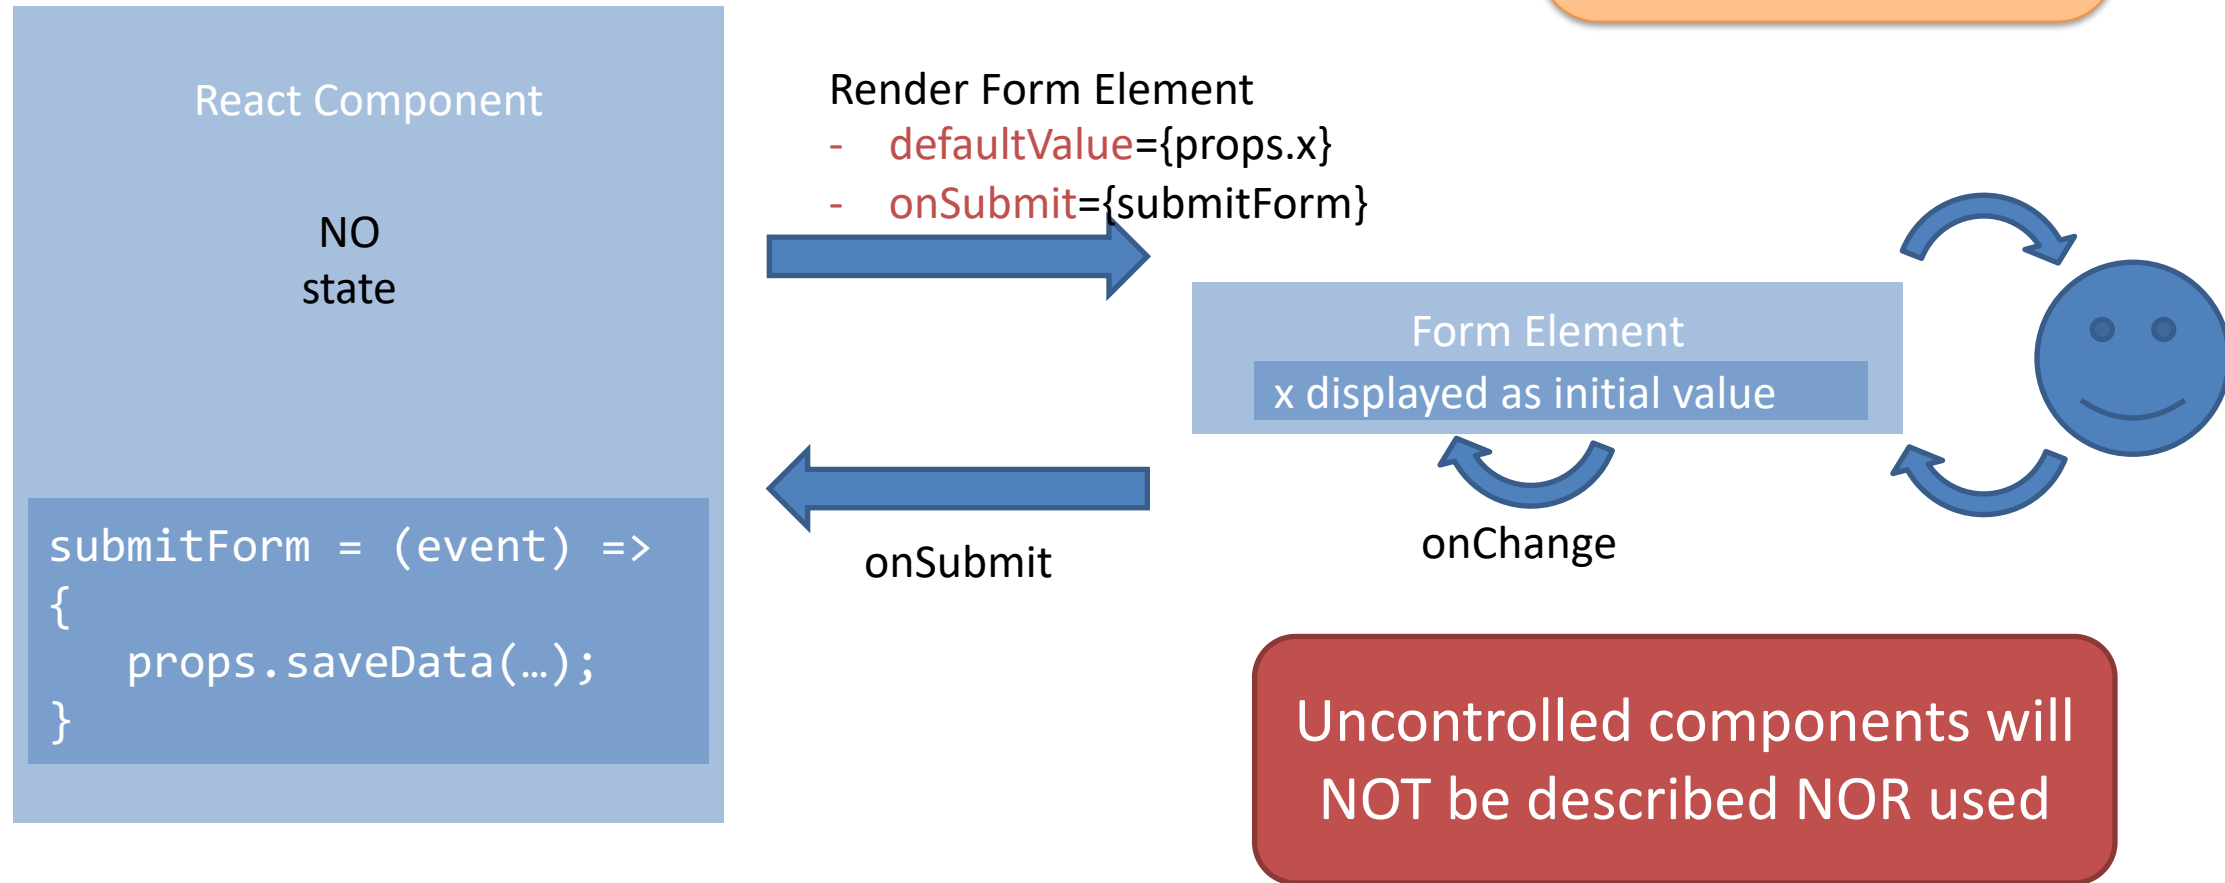 React Component
NO
state
submitForm = (event) =>
{
props.saveData(…);
}
Render Form Element
- defaultValue={props.x}
- onSubmit={submitForm}
Form Element
x displayed as initial value
onSubmit
onChange
Uncontrolled components will
NOT be described NOR used